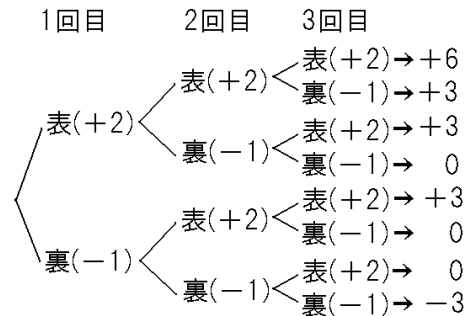 1回目 2回目 3回目
表(+2)→+6
表(+2)
裏(-1)→+3
表(+2)
表(+2)→+3
裏(-1)
裏(-1)→ 0
表(+2)→+3
表(+2)
裏(-1)→ 0
裏(-1)
表(+2)→ 0
裏(-1)
裏(-1)→ -3